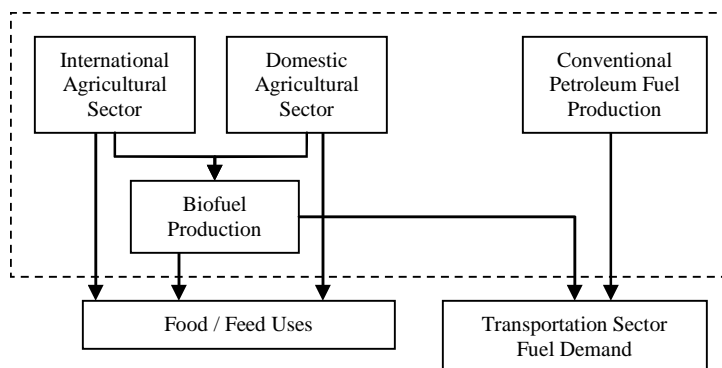 International
Agricultural
Sector
Domestic
Agricultural
Sector
Conventional
Petroleum Fuel
Production
Biofuel
Production
Food / Feed Uses
Transportation Sector
Fuel Demand